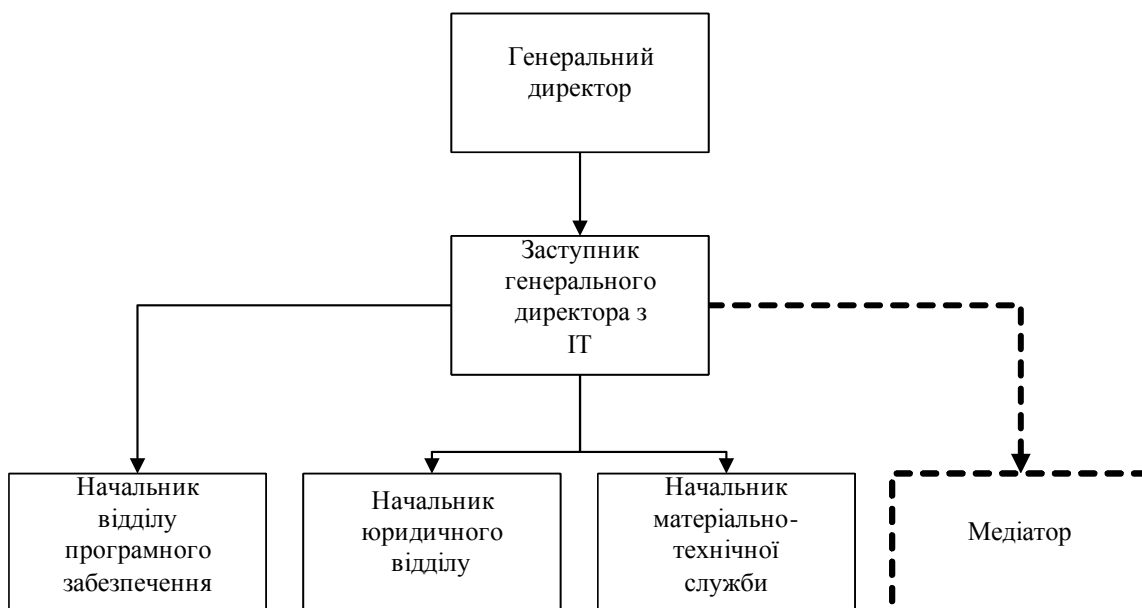 Генеральний
директор
Заступник
генерального
директора з
ІТ
Начальник
відділу
програмного
забезпечення
Начальник
юридичного
відділу
Начальник
матеріально-
технічної
служби
Медіатор